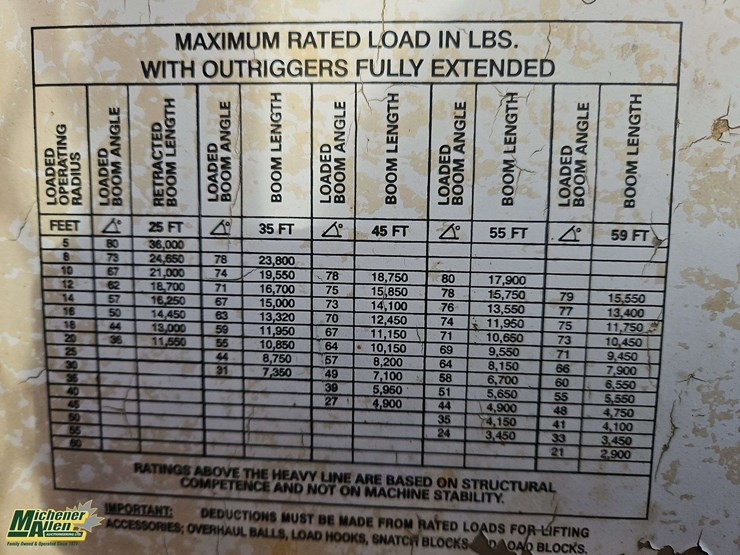 MAXIMUM RATED LOAD IN LBS.
WITH OUTRIGGERS FULLY EXTENDED
LOADED OPERATING RADIUS LOADED BOOM ANGLE RETRACTED BOOM LENGTH LOADED BOOM ANGLE BOOM LENGTH LOADED BOOM ANGLE BOOM LENGTH LOADED BOOM ANGLE BOOM LENGTH LOADED BOOM ANGLE BOOM LENGTH
FEET ∠° 25 FT ∠° 35 FT ∠° 45 FT ∠° 55 FT ∠° 59 FT
5 80 36,000
8 73 24,650 78 23,800
10 67 21,000 74 19,550 78 18,750 80 17,900
12 62 18,700 71 16,700 75 15,850 78 15,750 79 15,550
14 57 16,250 67 15,000 73 14,100 76 13,550 77 13,400
16 50 14,450 63 13,320 70 12,450 74 11,950 75 11,750
18 44 13,000 59 11,950 67 11,150 71 10,650 73 10,450
20 36 11,550 55 10,850 64 10,150 69 9,550 71 9,450
25 44 8,750 57 8,200 64 8,150 66 7,900
30 31 7,350 49 7,100 58 6,700 60 6,550
35 39 5,950 51 5,650 55 5,550
40 27 4,900 44 4,900 48 4,750
45 35 4,150 41 4,100
50 24 3,450 33 3,450
55 21 2,900
60
RATINGS ABOVE THE HEAVY LINE ARE BASED ON STRUCTURAL
COMPETENCE AND NOT ON MACHINE STABILITY.
IMPORTANT: DEDUCTIONS MUST BE MADE FROM RATED LOADS FOR LIFTING
ACCESSORIES; OVERHAUL BALLS, LOAD HOOKS, SNATCH BLOCKS BLOCKS.
Michener
Allen
AUCTIONEERING LTD.
Family Owned & Operated Since